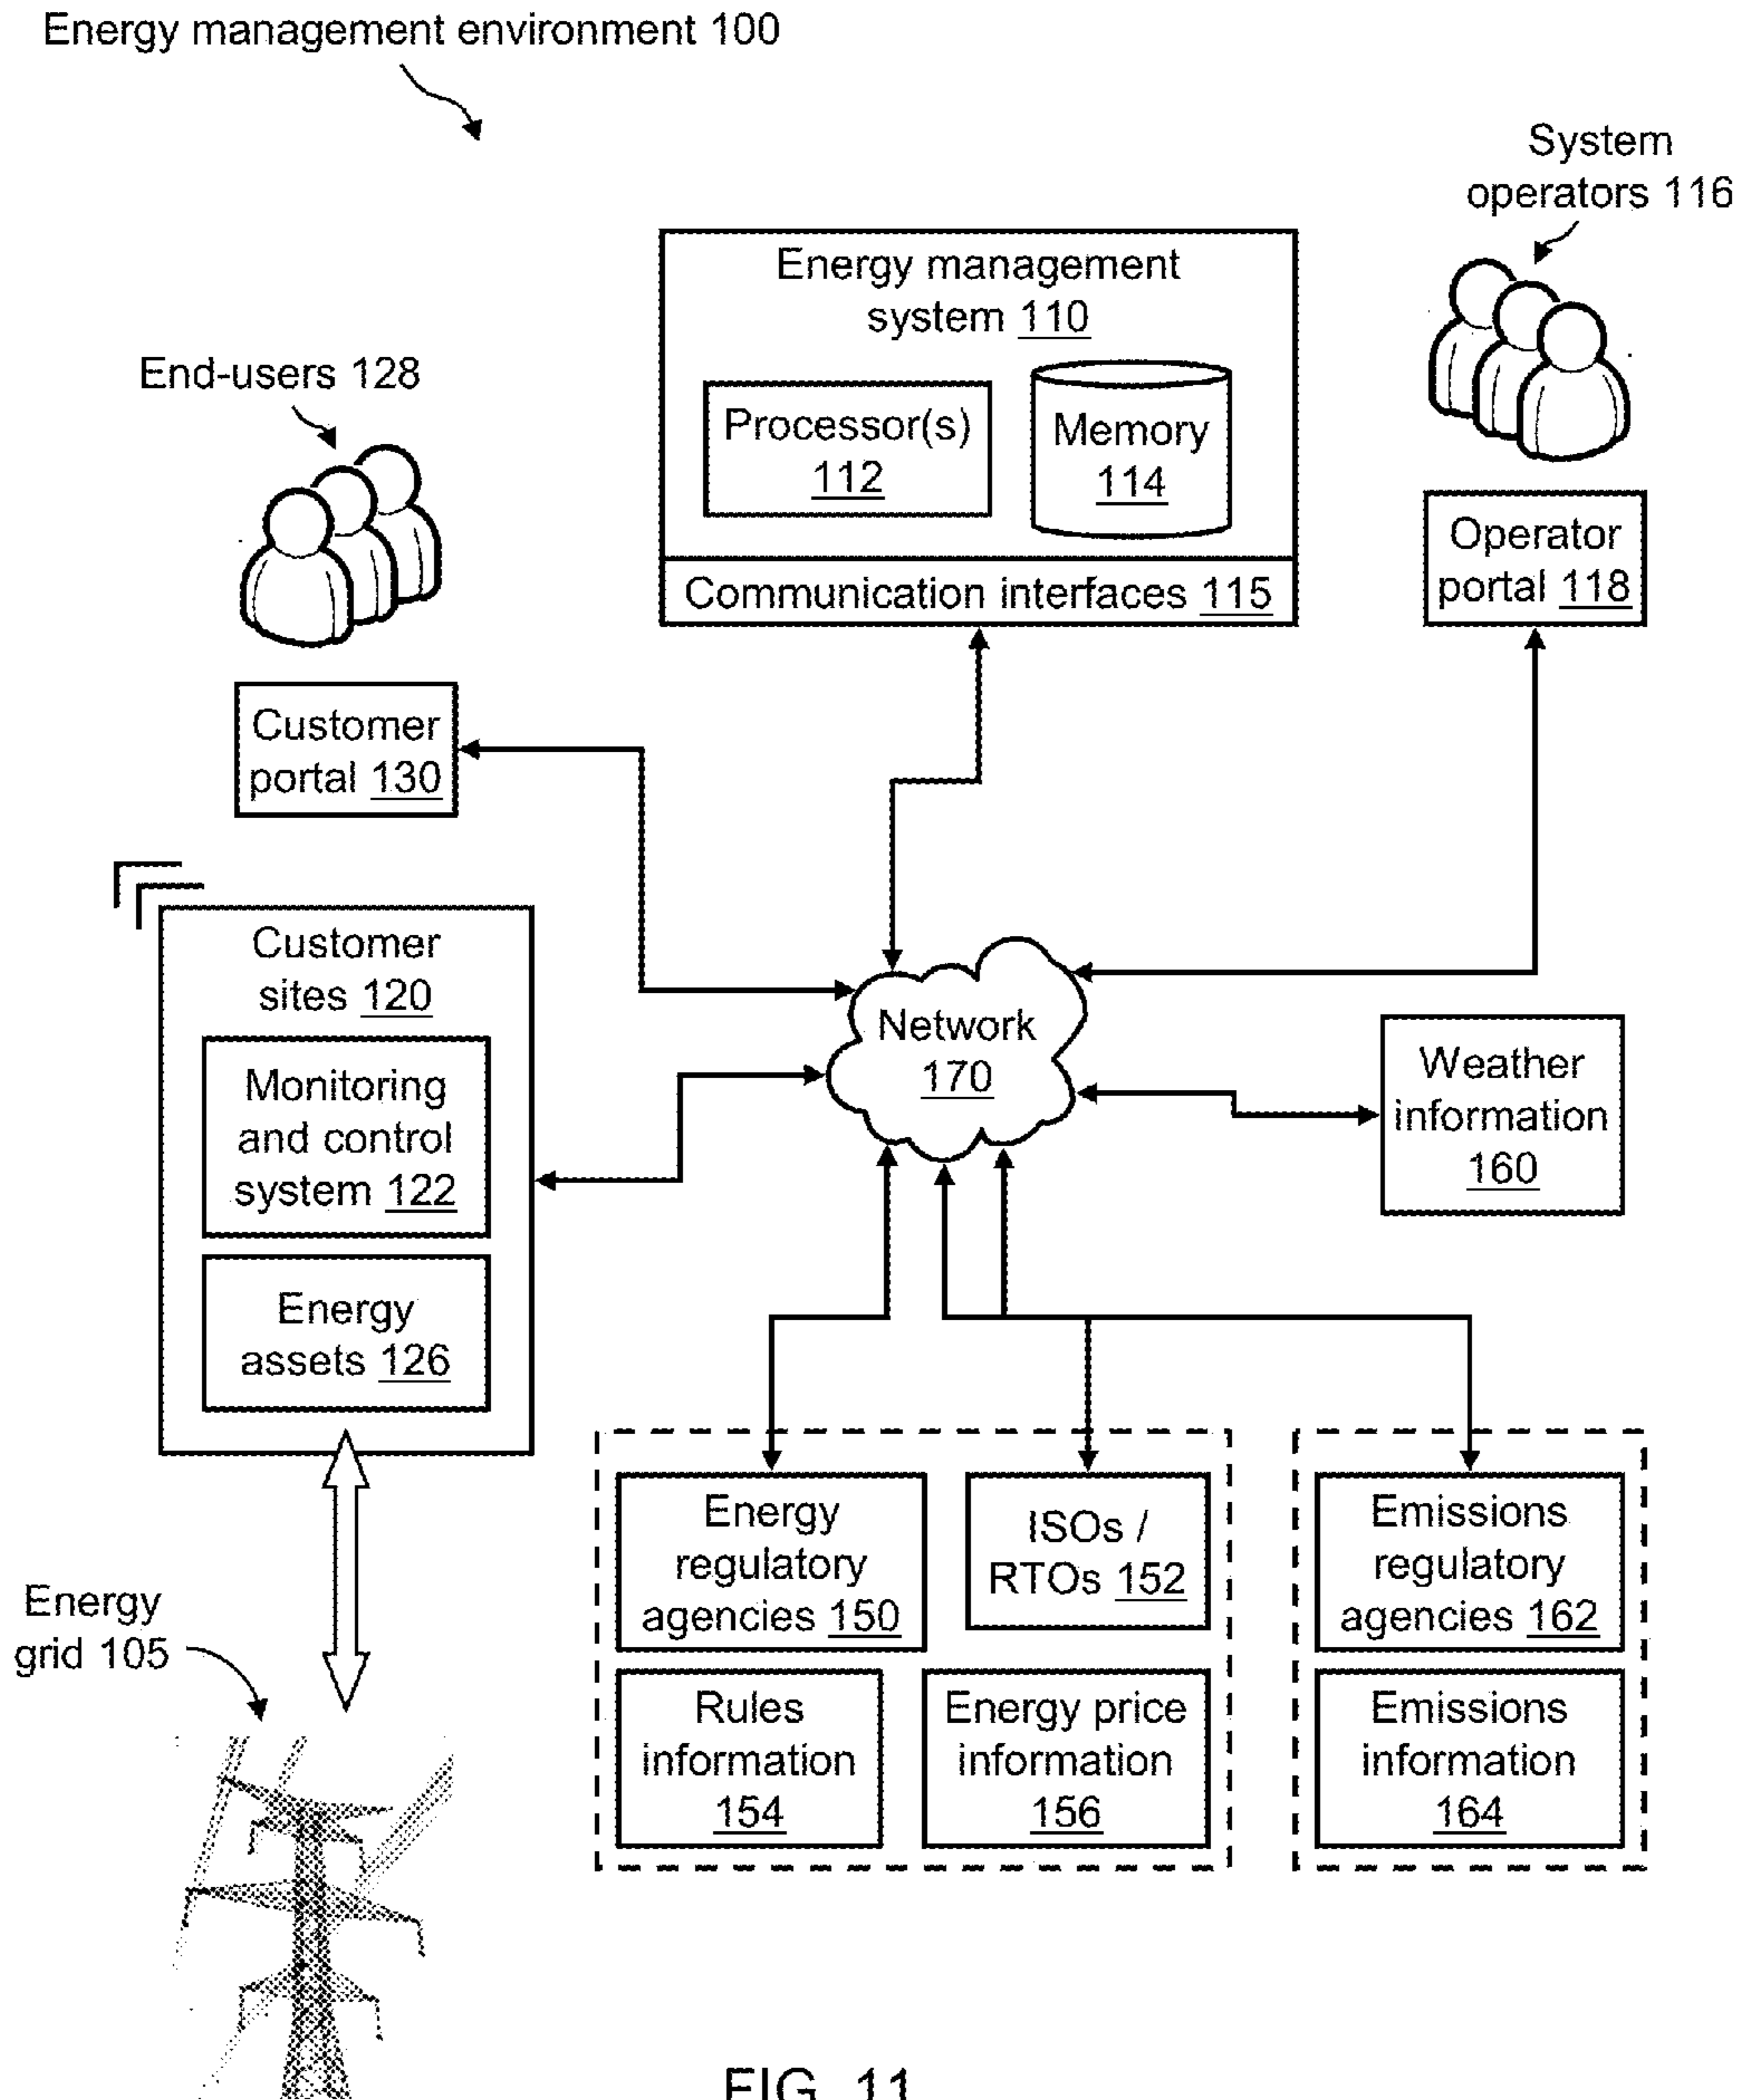 Energy management environment 100
System
operators 116
Energy management
system 110
Processor(s)
112
Memory
114
Communication interfaces 115
End-users 128
Operator
portal 118
Customer
portal 130
Customer
sites 120
Monitoring
and control
system 122
Energy
assets 126
Network
170
Weather
information
160
Energy
regulatory
agencies 150
ISOs /
RTOs 152
Emissions
regulatory
agencies 162
Energy
grid 105
Rules
information
154
Energy price
information
156
Emissions
information
164
FIG. 11